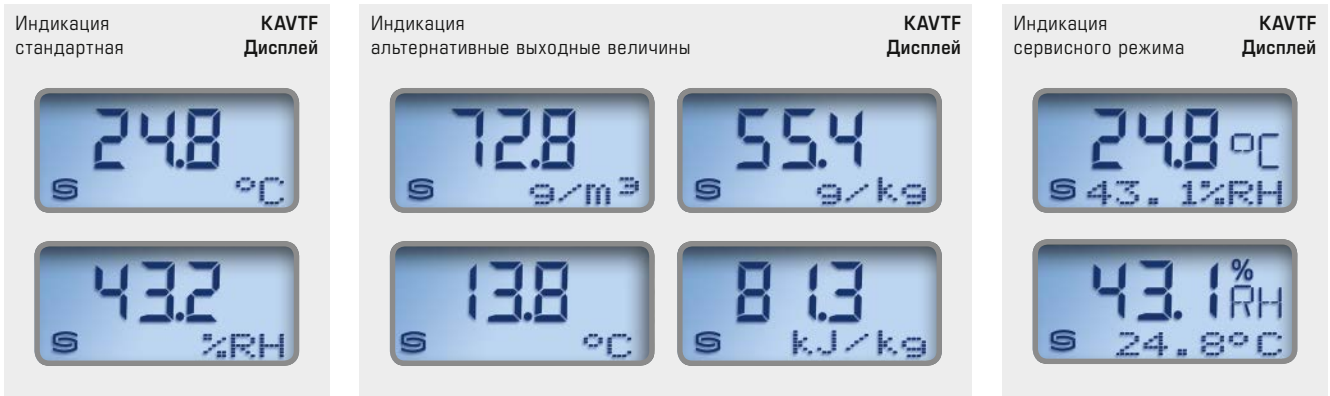 Индикация
стандартная
KAVTF
Дисплей
24.8
°C
43.2
%RH
Индикация
альтернативные выходные величины
KAVTF
Дисплей
72.8
g/m³
55.4
g/kg
13.8
°C
81.3
kJ/kg
Индикация
сервисного режима
KAVTF
Дисплей
24.8 °C
43.1%RH
43.1 % RH
24.8°C